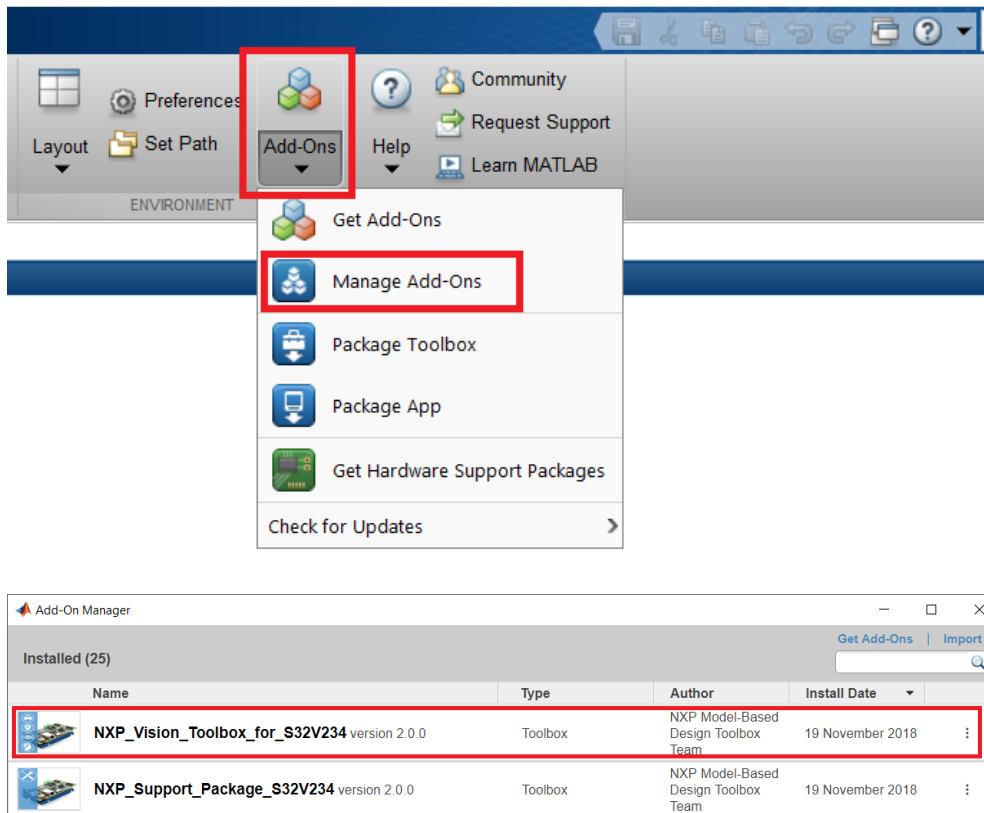 Preferences
Community
Request Support
Layout
Set Path
Add-Ons
Help
Learn MATLAB
ENVIRONMENT
Get Add-Ons
Manage Add-Ons
Package Toolbox
Package App
Get Hardware Support Packages
Check for Updates
Add-On Manager
Get Add-Ons | Import
Installed (25)
Name Type Author Install Date
NXP_Vision_Toolbox_for_S32V234 version 2.0.0 Toolbox NXP Model-Based
Design Toolbox
Team
19 November 2018
NXP_Support_Package_S32V234 version 2.0.0 Toolbox NXP Model-Based
Design Toolbox
Team
19 November 2018